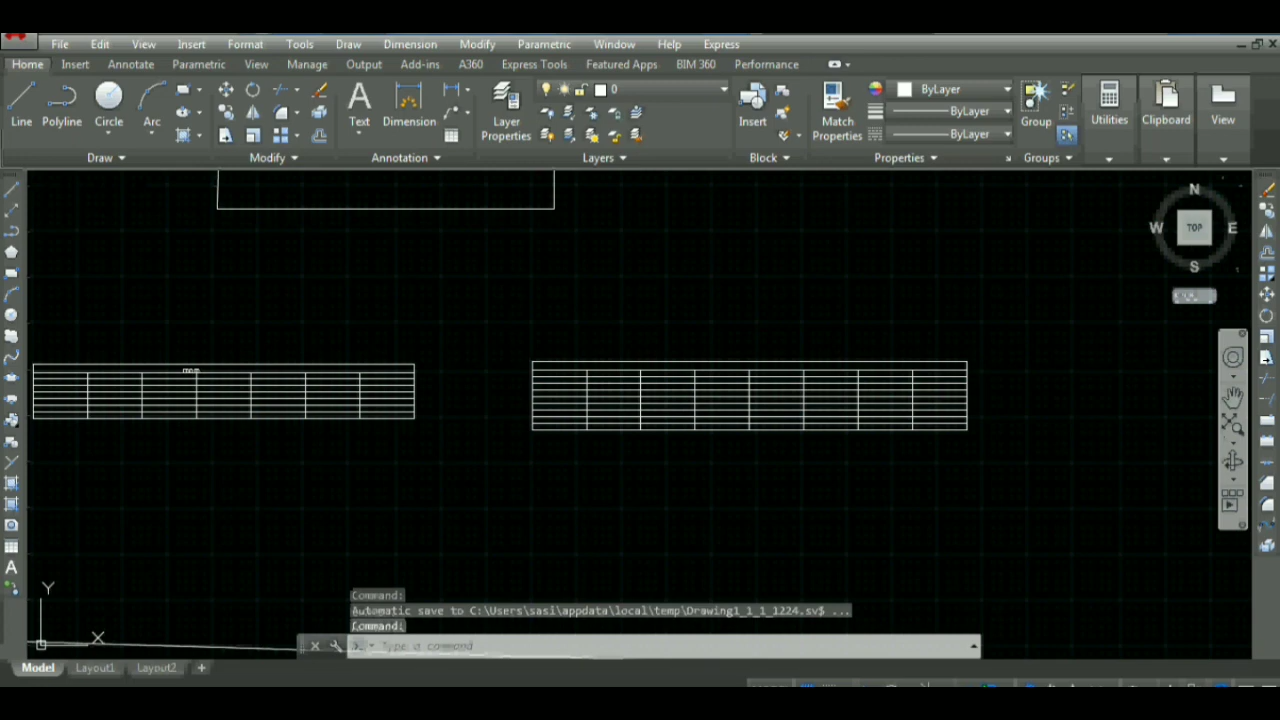 File Edit View Insert Format Tools Draw Dimension Modify Parametric Window Help Express
Home Insert Annotate Parametric View Manage Output Add-ins A360 Express Tools Featured Apps BIM 360 Performance
0 ByLayer
ByLayer
ByLayer
Line Polyline Circle Arc Text Dimension Layer Properties Insert Match Properties Group Utilities Clipboard View
Draw Modify Annotation Layers Block Properties Groups
N
W TOP E
S
Command:
Automatic save to C:\Users\sasi\appdata\local\temp\Drawing1_1_1_1224.sv$ ...
Command:
Type a command
Y
X
Model Layout1 Layout2 +